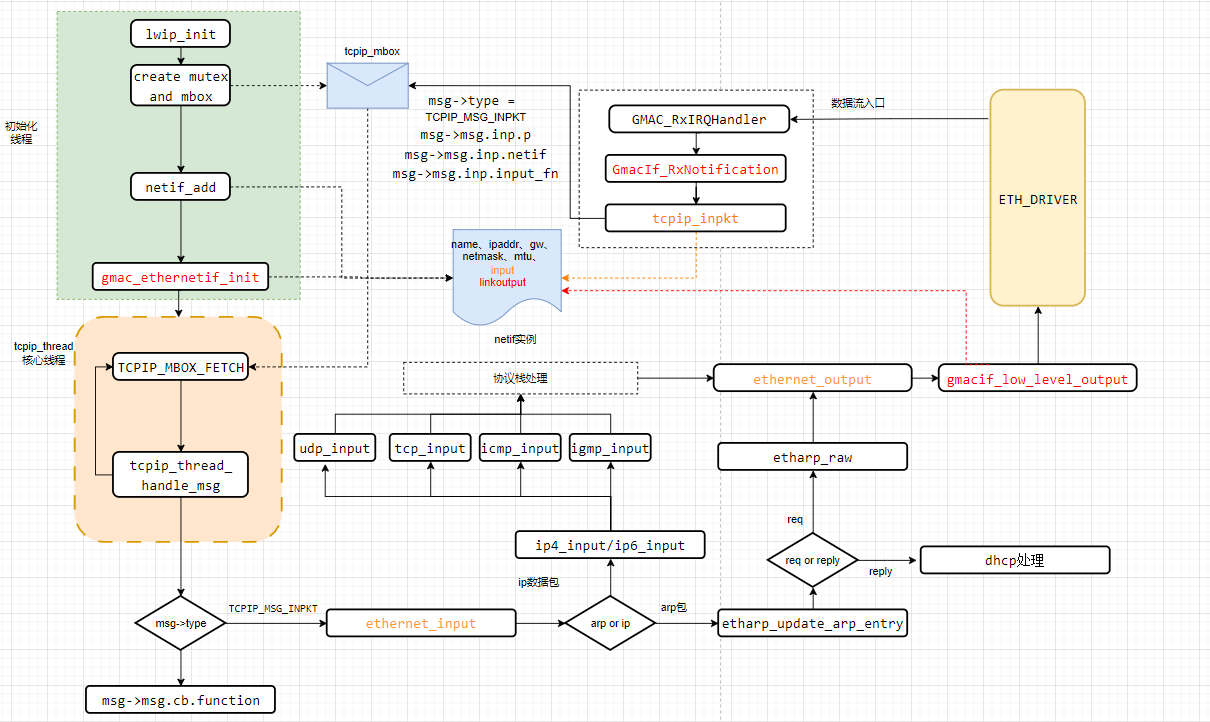 lwip_init
create mutex
and mbox
初始化
线程
netif_add
gmac_ethernetif_init
tcpip_mbox
msg->type =
TCPIP_MSG_INPKT
msg->msg.inp.p
msg->msg.inp.netif
msg->msg.inp.input_fn
GMAC_RxIRQHandler
GmacIf_RxNotification
tcpip_inpkt
数据流入口
ETH_DRIVER
name、ipaddr、gw、
netmask、mtu、
input
linkoutput
netif实例
tcpip_thread
核心线程
TCPIP_MBOX_FETCH
tcpip_thread_
handle_msg
协议栈处理
ethernet_output
gmacif_low_level_output
udp_input
tcp_input
icmp_input
igmp_input
etharp_raw
ip4_input/ip6_input
req
req or reply
reply
dhcp处理
ip数据包
msg->type
TCPIP_MSG_INPKT
ethernet_input
arp or ip
arp包
etharp_update_arp_entry
msg->msg.cb.function